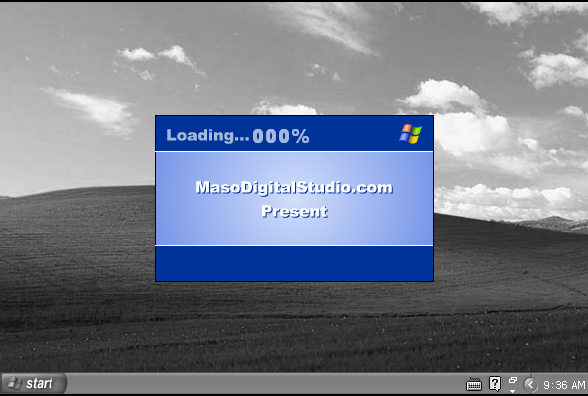 Loading... 000%
MasoDigitalStudio.com
Present
start
9:36 AM